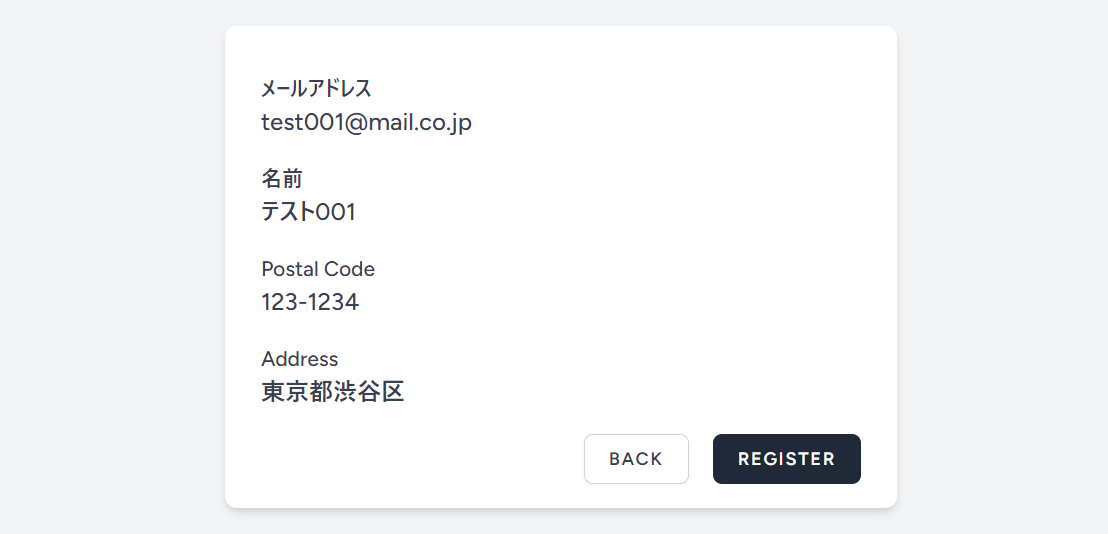 メールアドレス
test001@mail.co.jp
名前
テスト001
Postal Code
123-1234
Address
東京都渋谷区
BACK
REGISTER